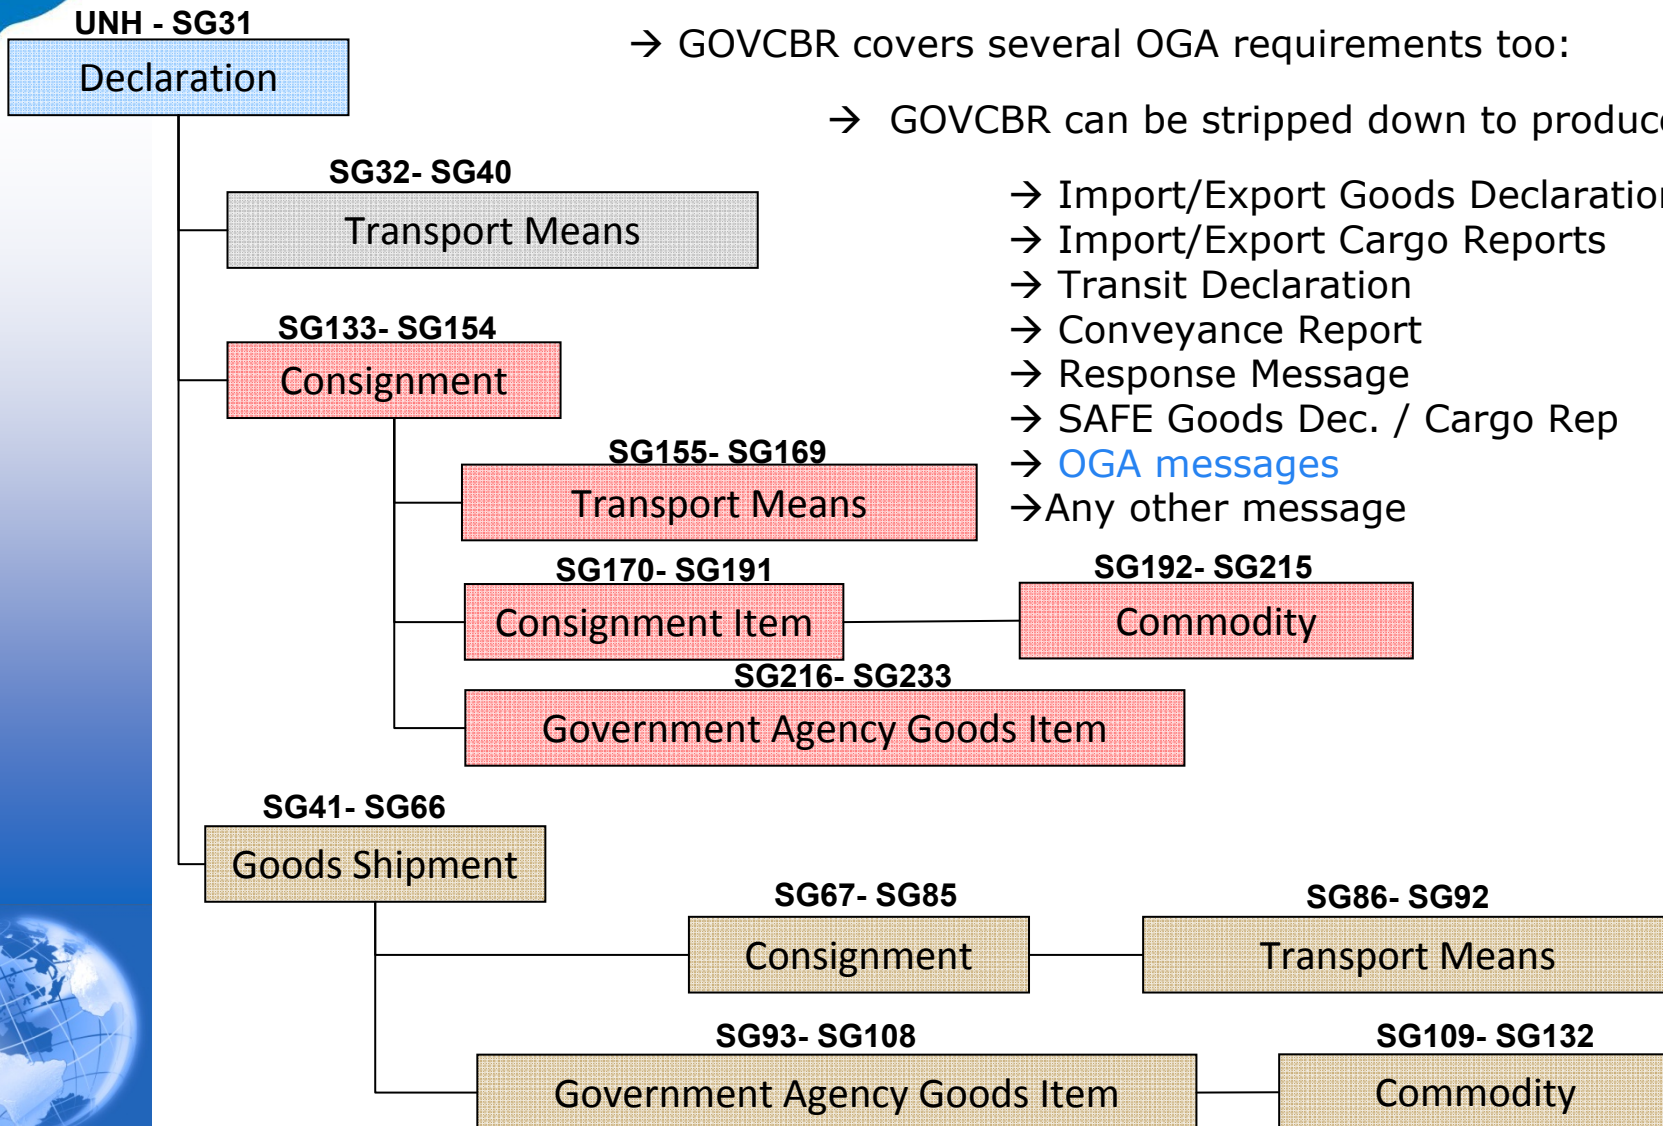 UNH - SG31
Declaration
→ GOVCBR covers several OGA requirements too:
→ GOVCBR can be stripped down to produce
SG32- SG40
Transport Means
→ Import/Export Goods Declaration
→ Import/Export Cargo Reports
→ Transit Declaration
→ Conveyance Report
→ Response Message
→ SAFE Goods Dec. / Cargo Rep
→ OGA messages
→Any other message
SG133- SG154
Consignment
SG155- SG169
Transport Means
SG170- SG191
Consignment Item
SG192- SG215
Commodity
SG216- SG233
Government Agency Goods Item
SG41- SG66
Goods Shipment
SG67- SG85
Consignment
SG86- SG92
Transport Means
SG93- SG108
Government Agency Goods Item
SG109- SG132
Commodity